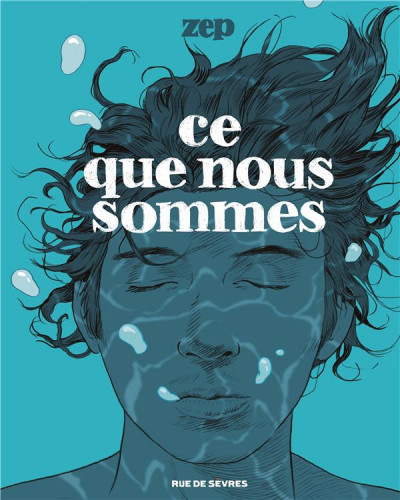 zep
ce
que nous
sommes
RUE DE SEVRES